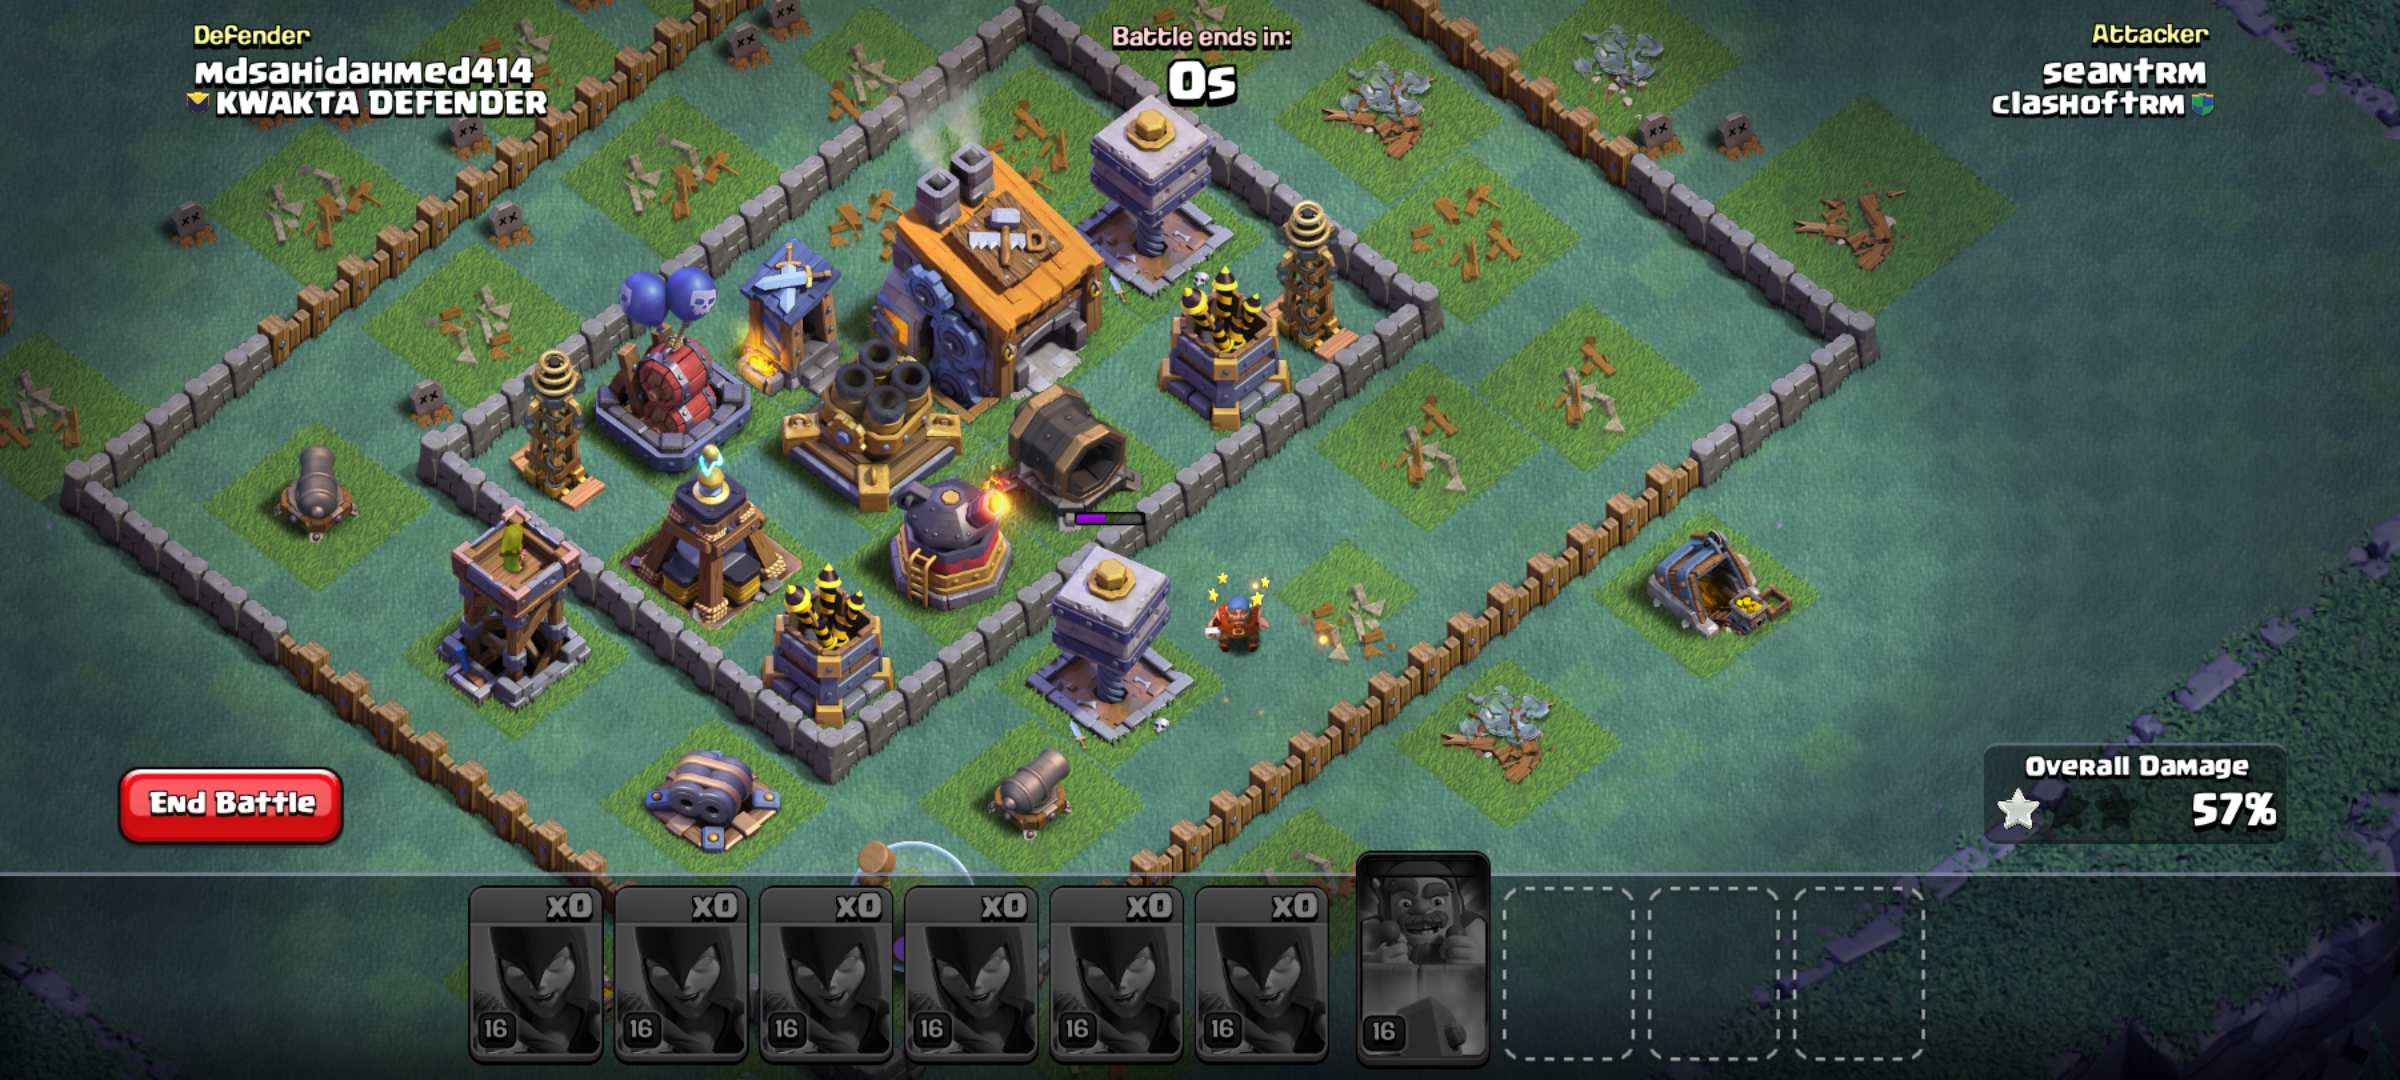 Defender
mdsahidahmed414
KWAKTA DEFENDER
Battle ends in:
0s
Attacker
seantRM
clashoftRM
End Battle
Overall Damage
57%
x0
x0
x0
x0
x0
x0
16
16
16
16
16
16
16